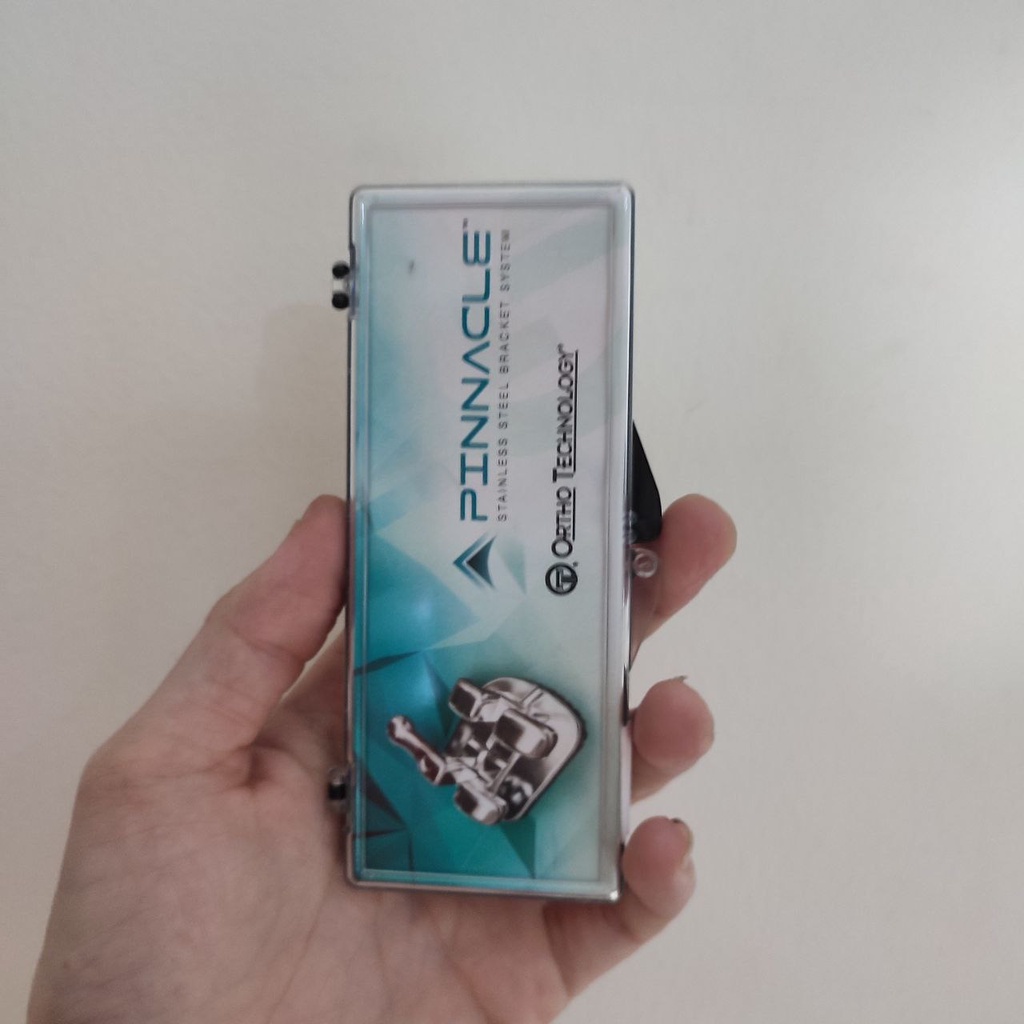 PINNACLE™
STAINLESS STEEL BRACKET SYSTEM
ORTHO TECHNOLOGY®